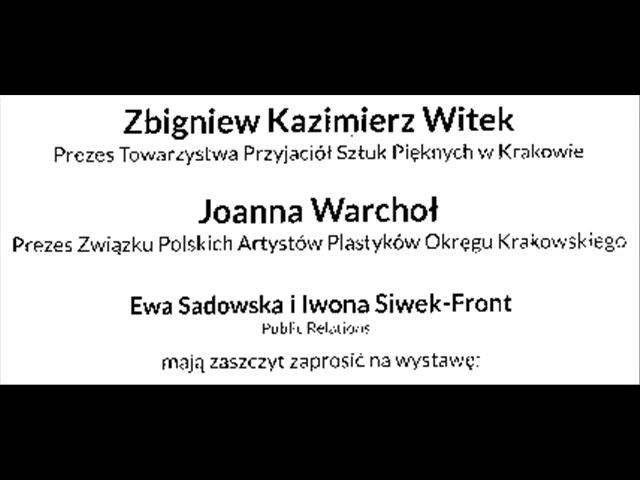 Zbigniew Kazimierz Witek
Prezes Towarzystwa Przyjaciół Sztuk Pięknych w Krakowie
Joanna Warchoł
Prezes Związku Polskich Artystów Plastyków Okręgu Krakowskiego
Ewa Sadowska i Iwona Siwek-Front
Public Relations
mają zaszczyt zaprosić na wystawę: